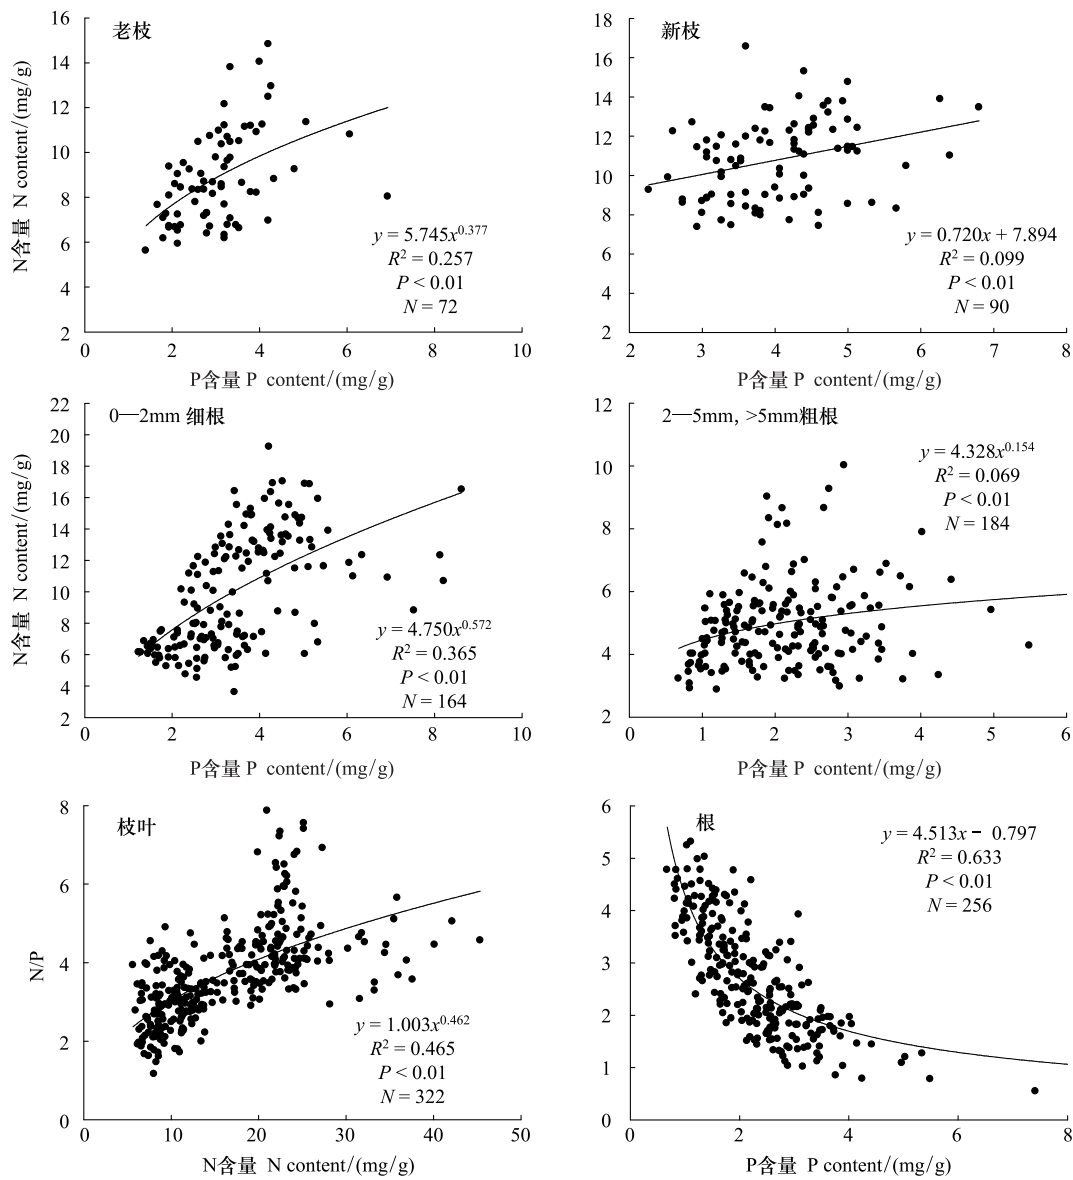 老枝
N含量 N content/(mg/g)
16
14
12
10
8
6
4
2
y = 5.745x^0.377
R² = 0.257
P < 0.01
N = 72
0 2 4 6 8 10
P含量 P content/(mg/g)
新枝
18
16
14
12
10
8
6
4
2
y = 0.720x + 7.894
R² = 0.099
P < 0.01
N = 90
2 3 4 5 6 7 8
P含量 P content/(mg/g)
0—2mm 细根
N含量 N content/(mg/g)
22
20
18
16
14
12
10
8
6
4
2
y = 4.750x^0.572
R² = 0.365
P < 0.01
N = 164
0 2 4 6 8 10
P含量 P content/(mg/g)
2—5mm, >5mm粗根
12
10
8
6
4
2
y = 4.328x^0.154
R² = 0.069
P < 0.01
N = 184
0 1 2 3 4 5 6
P含量 P content/(mg/g)
枝叶
N/P
8
6
4
2
0
y = 1.003x^0.462
R² = 0.465
P < 0.01
N = 322
0 10 20 30 40 50
N含量 N content/(mg/g)
根
6
5
4
3
2
1
0
y = 4.513x − 0.797
R² = 0.633
P < 0.01
N = 256
0 2 4 6 8
P含量 P content/(mg/g)